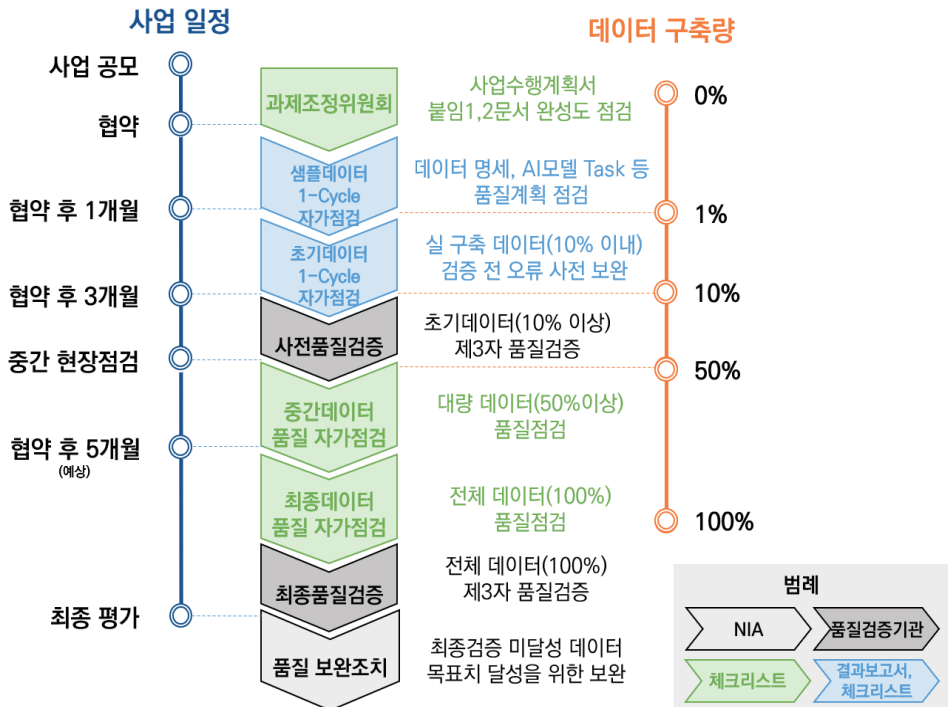 사업 일정
데이터 구축량
사업 공모
협약
협약 후 1개월
협약 후 3개월
중간 현장점검
협약 후 5개월
(예상)
최종 평가
과제조정위원회
사업수행계획서
붙임1,2문서 완성도 점검
샘플데이터
1-Cycle
자가점검
데이터 명세, AI모델 Task 등
품질계획 점검
초기데이터
1-Cycle
자가점검
실 구축 데이터(10% 이내)
검증 전 오류 사전 보완
사전품질검증
초기데이터(10% 이상)
제3자 품질검증
중간데이터
품질 자가점검
대량 데이터(50%이상)
품질점검
최종데이터
품질 자가점검
전체 데이터(100%)
품질점검
최종품질검증
전체 데이터(100%)
제3자 품질검증
품질 보완조치
최종검증 미달성 데이터
목표치 달성을 위한 보완
0%
1%
10%
50%
100%
범례
NIA
품질검증기관
체크리스트
결과보고서,
체크리스트